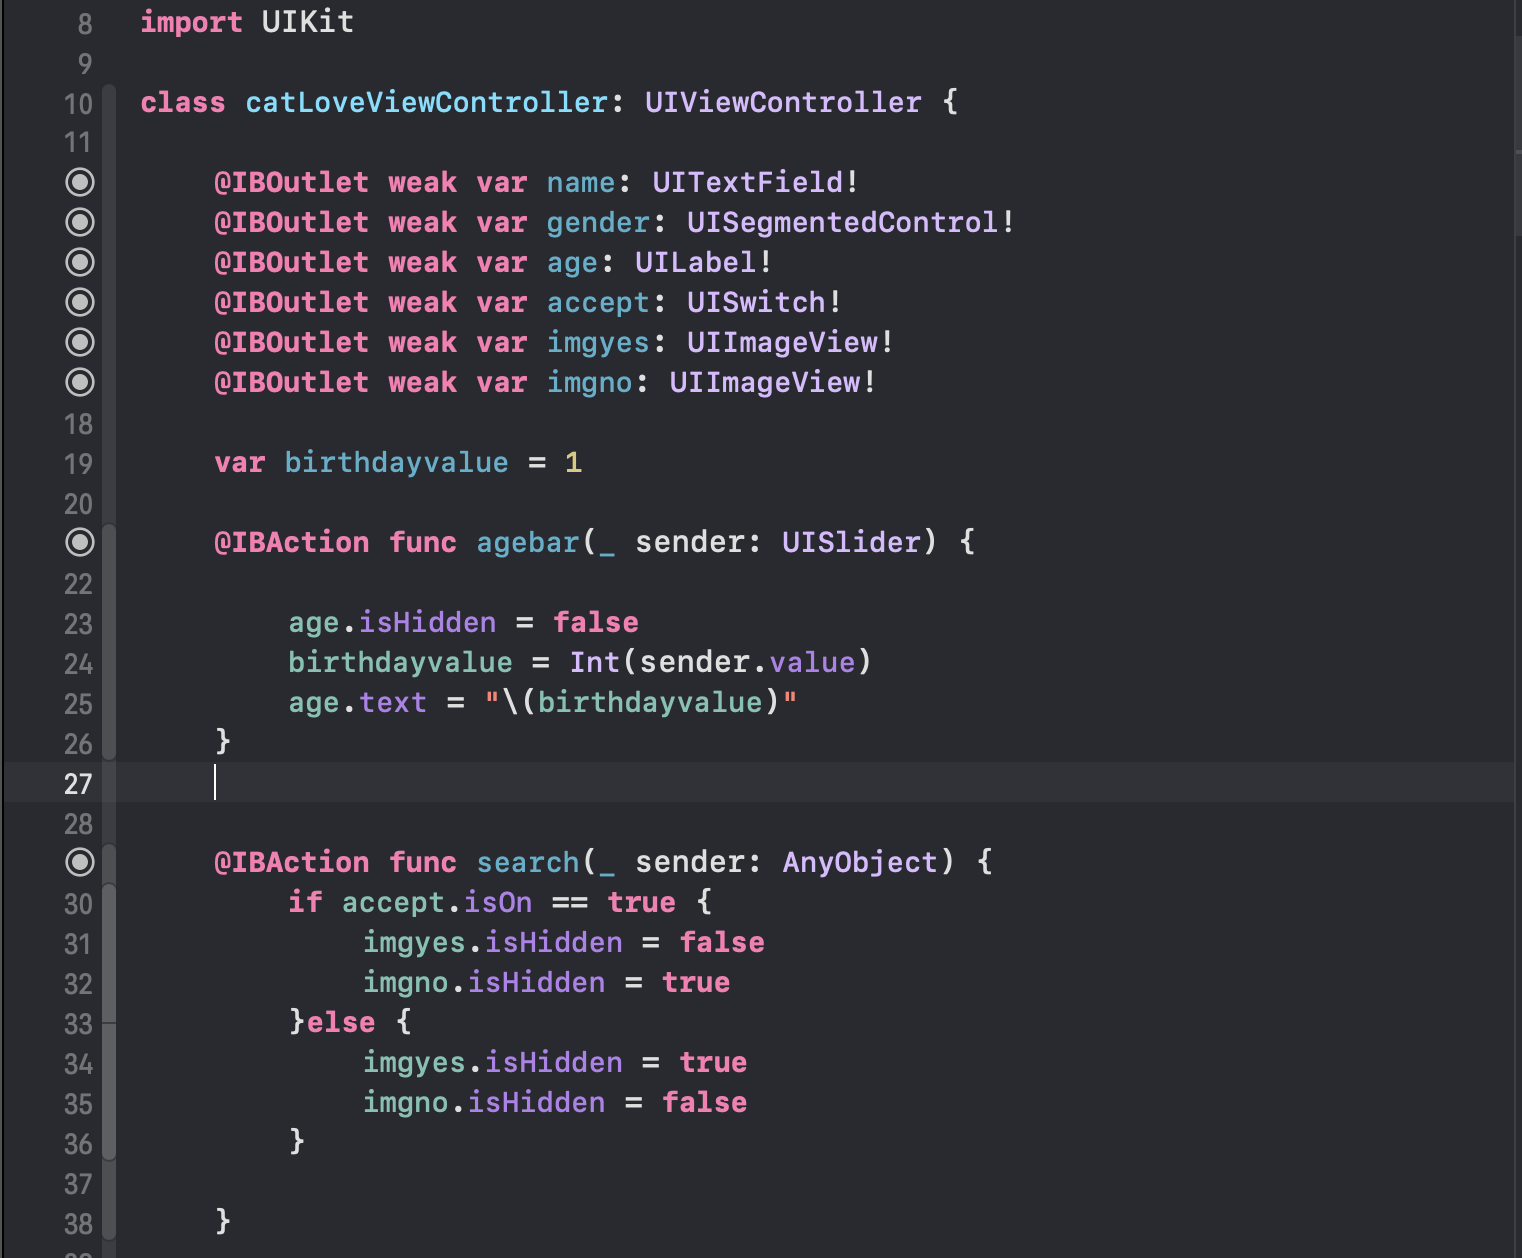 8 import UIKit
9
10 class catLoveViewController: UIViewController {
11
@IBOutlet weak var name: UITextField!
@IBOutlet weak var gender: UISegmentedControl!
@IBOutlet weak var age: UILabel!
@IBOutlet weak var accept: UISwitch!
@IBOutlet weak var imgyes: UIImageView!
@IBOutlet weak var imgno: UIImageView!
18
19 var birthdayvalue = 1
20
@IBAction func agebar(_ sender: UISlider) {
22
23 age.isHidden = false
24 birthdayvalue = Int(sender.value)
25 age.text = "\(birthdayvalue)"
26 }
27
28
@IBAction func search(_ sender: AnyObject) {
30 if accept.isOn == true {
31 imgyes.isHidden = false
32 imgno.isHidden = true
33 }else {
34 imgyes.isHidden = true
35 imgno.isHidden = false
36 }
37
38 }